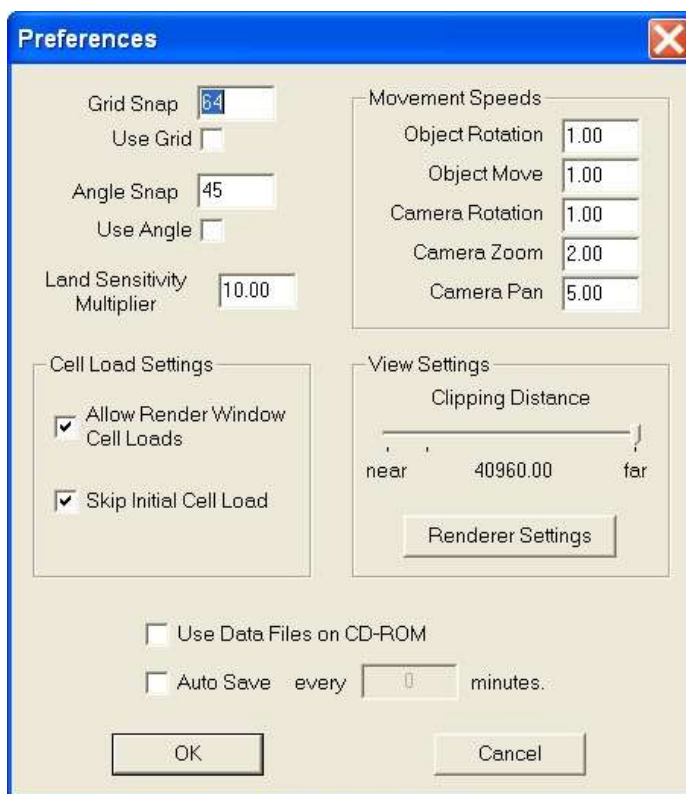 Preferences
Grid Snap 64
Use Grid
Angle Snap 45
Use Angle
Land Sensitivity
Multiplier 10.00
Movement Speeds
Object Rotation 1.00
Object Move 1.00
Camera Rotation 1.00
Camera Zoom 2.00
Camera Pan 5.00
Cell Load Settings
Allow Render Window
Cell Loads
Skip Initial Cell Load
View Settings
Clipping Distance
near 40960.00 far
Renderer Settings
Use Data Files on CD-ROM
Auto Save every 0 minutes.
OK Cancel